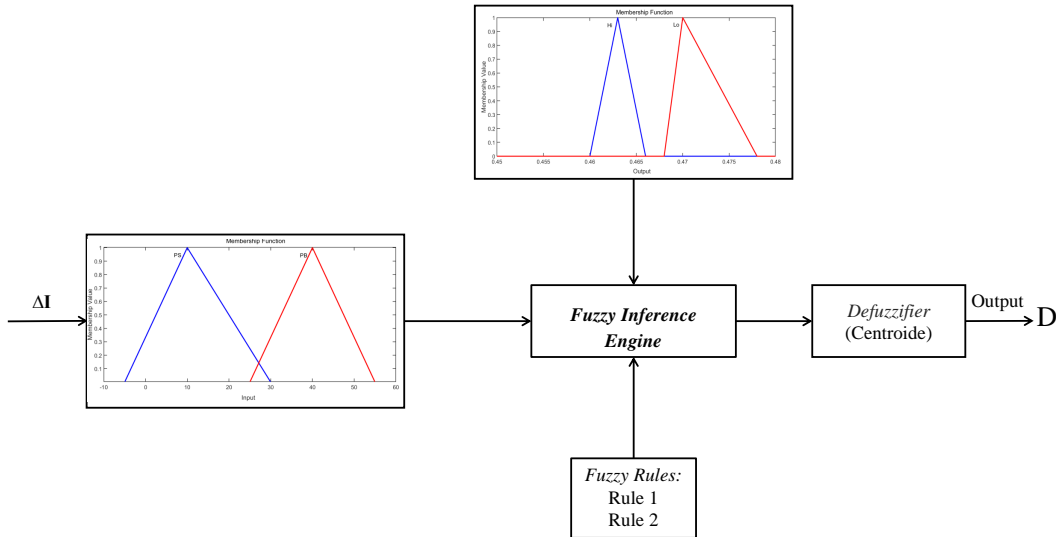 Membership Function
Hi
Lo
Membership Value
1
0.9
0.8
0.7
0.6
0.5
0.4
0.3
0.2
0.1
0
0.45 0.455 0.46 0.465 0.47 0.475 0.48
Output
Membership Function
PS
PB
Membership Value
1
0.9
0.8
0.7
0.6
0.5
0.4
0.3
0.2
0.1
-10 0 10 20 30 40 50 60
Input
ΔI
Fuzzy Inference
Engine
Defuzzifier
(Centroide)
Output
D
Fuzzy Rules:
Rule 1
Rule 2